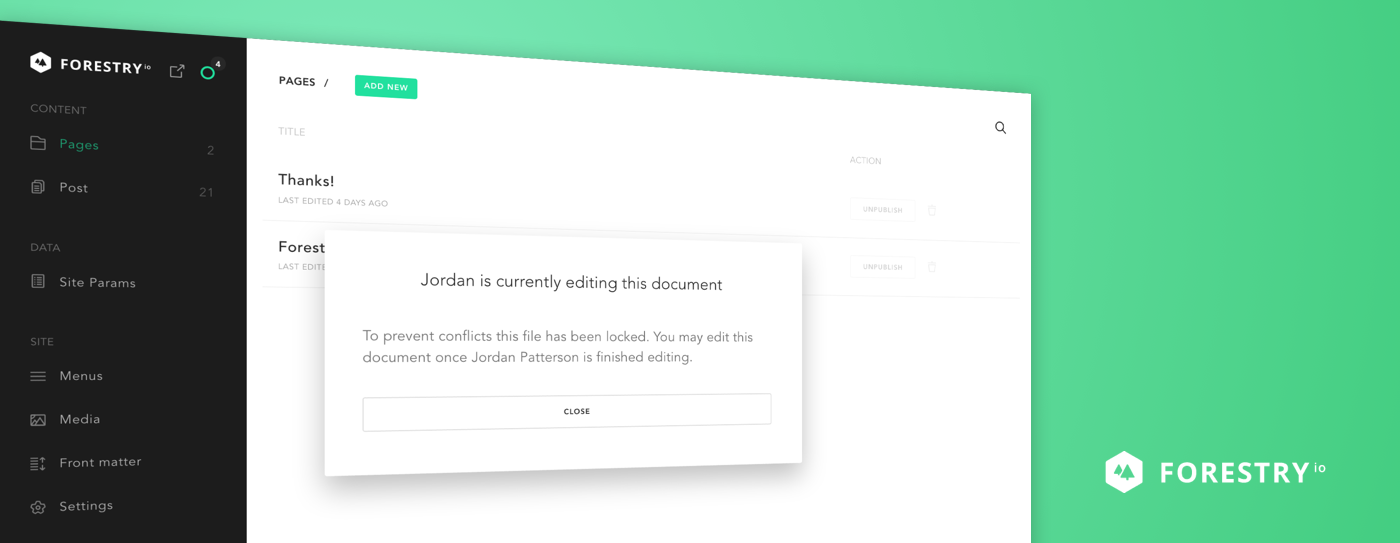 FORESTRY io
4
CONTENT
Pages 2
Post 21
DATA
Site Params
SITE
Menus
Media
Front matter
Settings
PAGES / ADD NEW
TITLE
ACTION
Thanks!
LAST EDITED 4 DAYS AGO
UNPUBLISH
Forest
LAST EDITE
UNPUBLISH
Jordan is currently editing this document
To prevent conflicts this file has been locked. You may edit this
document once Jordan Patterson is finished editing.
CLOSE
FORESTRY io